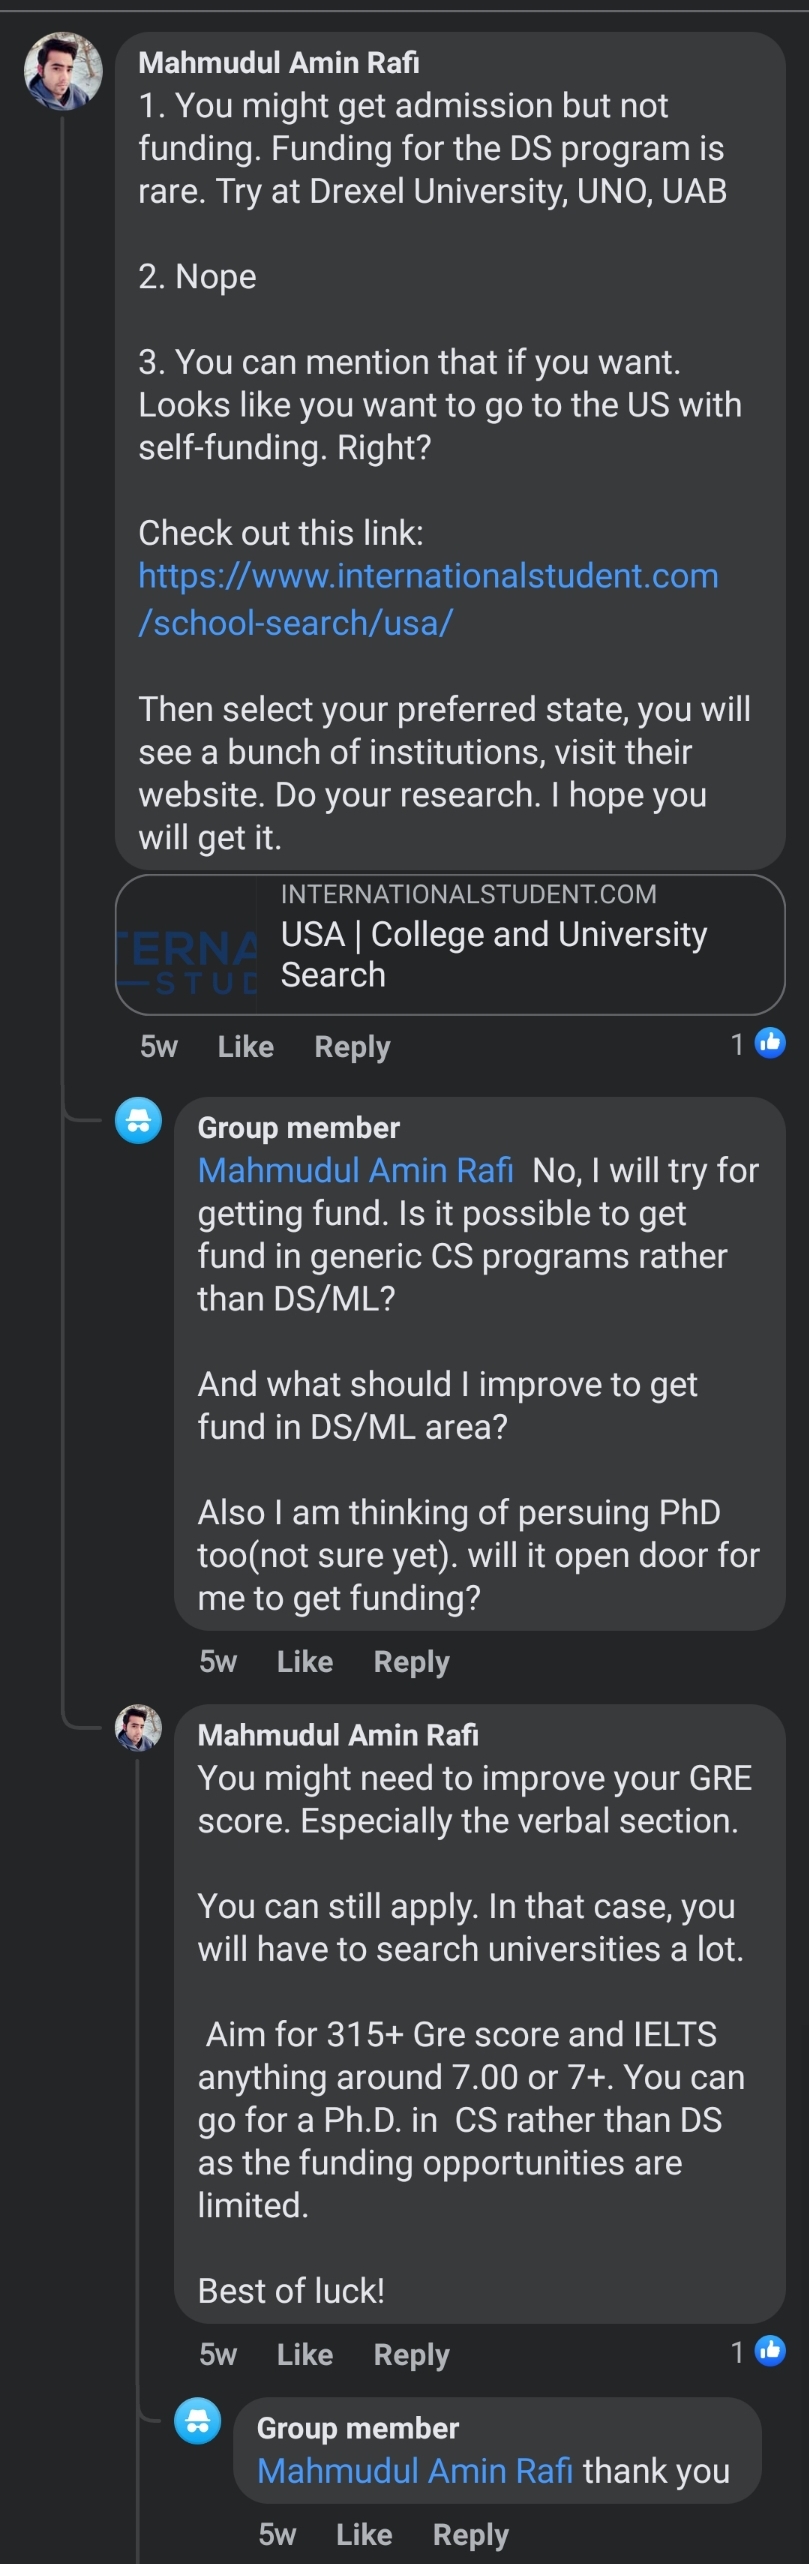 Mahmudul Amin Rafi
1. You might get admission but not
funding. Funding for the DS program is
rare. Try at Drexel University, UNO, UAB
2. Nope
3. You can mention that if you want.
Looks like you want to go to the US with
self-funding. Right?
Check out this link:
https://www.internationalstudent.com
/school-search/usa/
Then select your preferred state, you will
see a bunch of institutions, visit their
website. Do your research. I hope you
will get it.
INTERNATIONALSTUDENT.COM
TERNA
USA | College and University
STUD
Search
5w Like Reply 1
Group member
Mahmudul Amin Rafi No, I will try for
getting fund. Is it possible to get
fund in generic CS programs rather
than DS/ML?
And what should I improve to get
fund in DS/ML area?
Also I am thinking of persuing PhD
too(not sure yet). will it open door for
me to get funding?
5w Like Reply
Mahmudul Amin Rafi
You might need to improve your GRE
score. Especially the verbal section.
You can still apply. In that case, you
will have to search universities a lot.
Aim for 315+ Gre score and IELTS
anything around 7.00 or 7+. You can
go for a Ph.D. in CS rather than DS
as the funding opportunities are
limited.
Best of luck!
5w Like Reply 1
Group member
Mahmudul Amin Rafi thank you
5w Like Reply